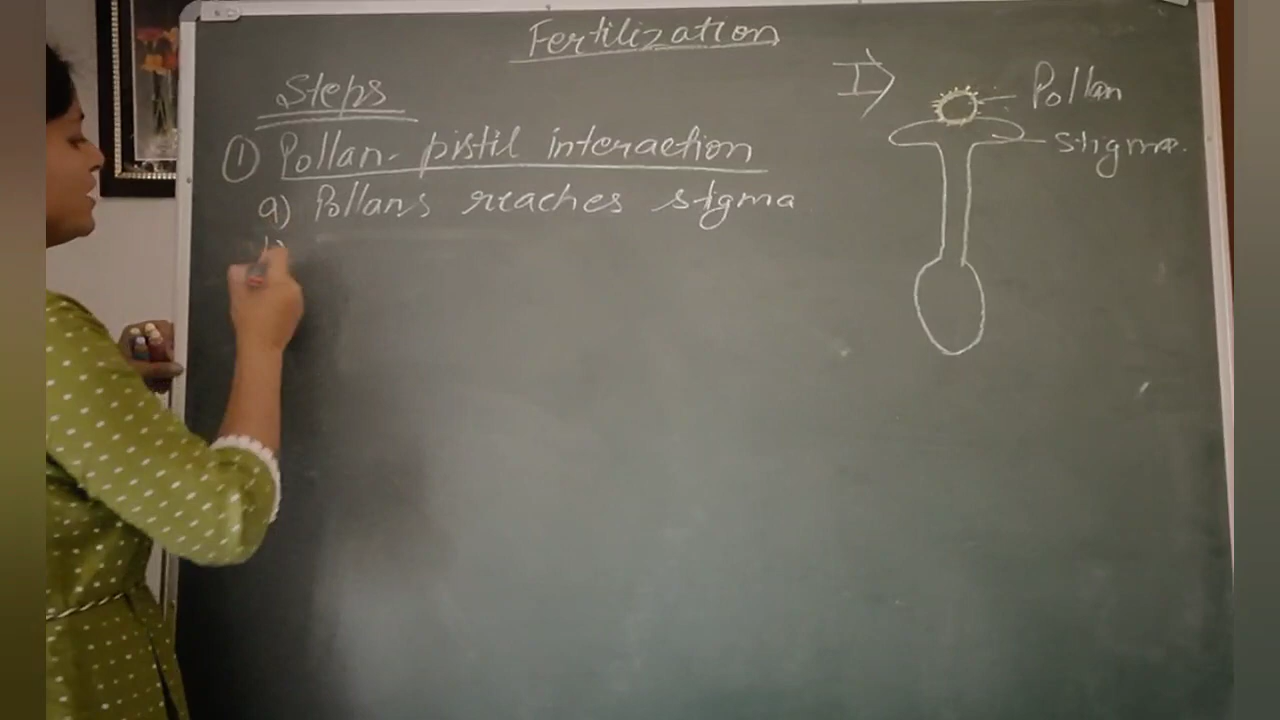 Fertilization
Steps
① Pollan- pistil interaction
a) Pollans reaches stigma
b)
I
Pollan
stigma.